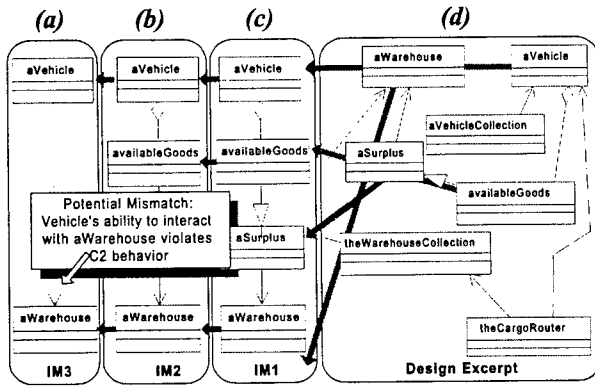 (a) (b) (c) (d)
aVehicle
aVehicle
aVehicle
aWarehouse
aVehicle
aVehicleCollection
availableGoods
availableGoods
aSurplus
availableGoods
Potential Mismatch:
Vehicle's ability to interact
with aWarehouse violates
C2 behavior
aSurplus
theWarehouseCollection
aWarehouse
aWarehouse
aWarehouse
theCargoRouter
IM3
IM2
IM1
Design Excerpt